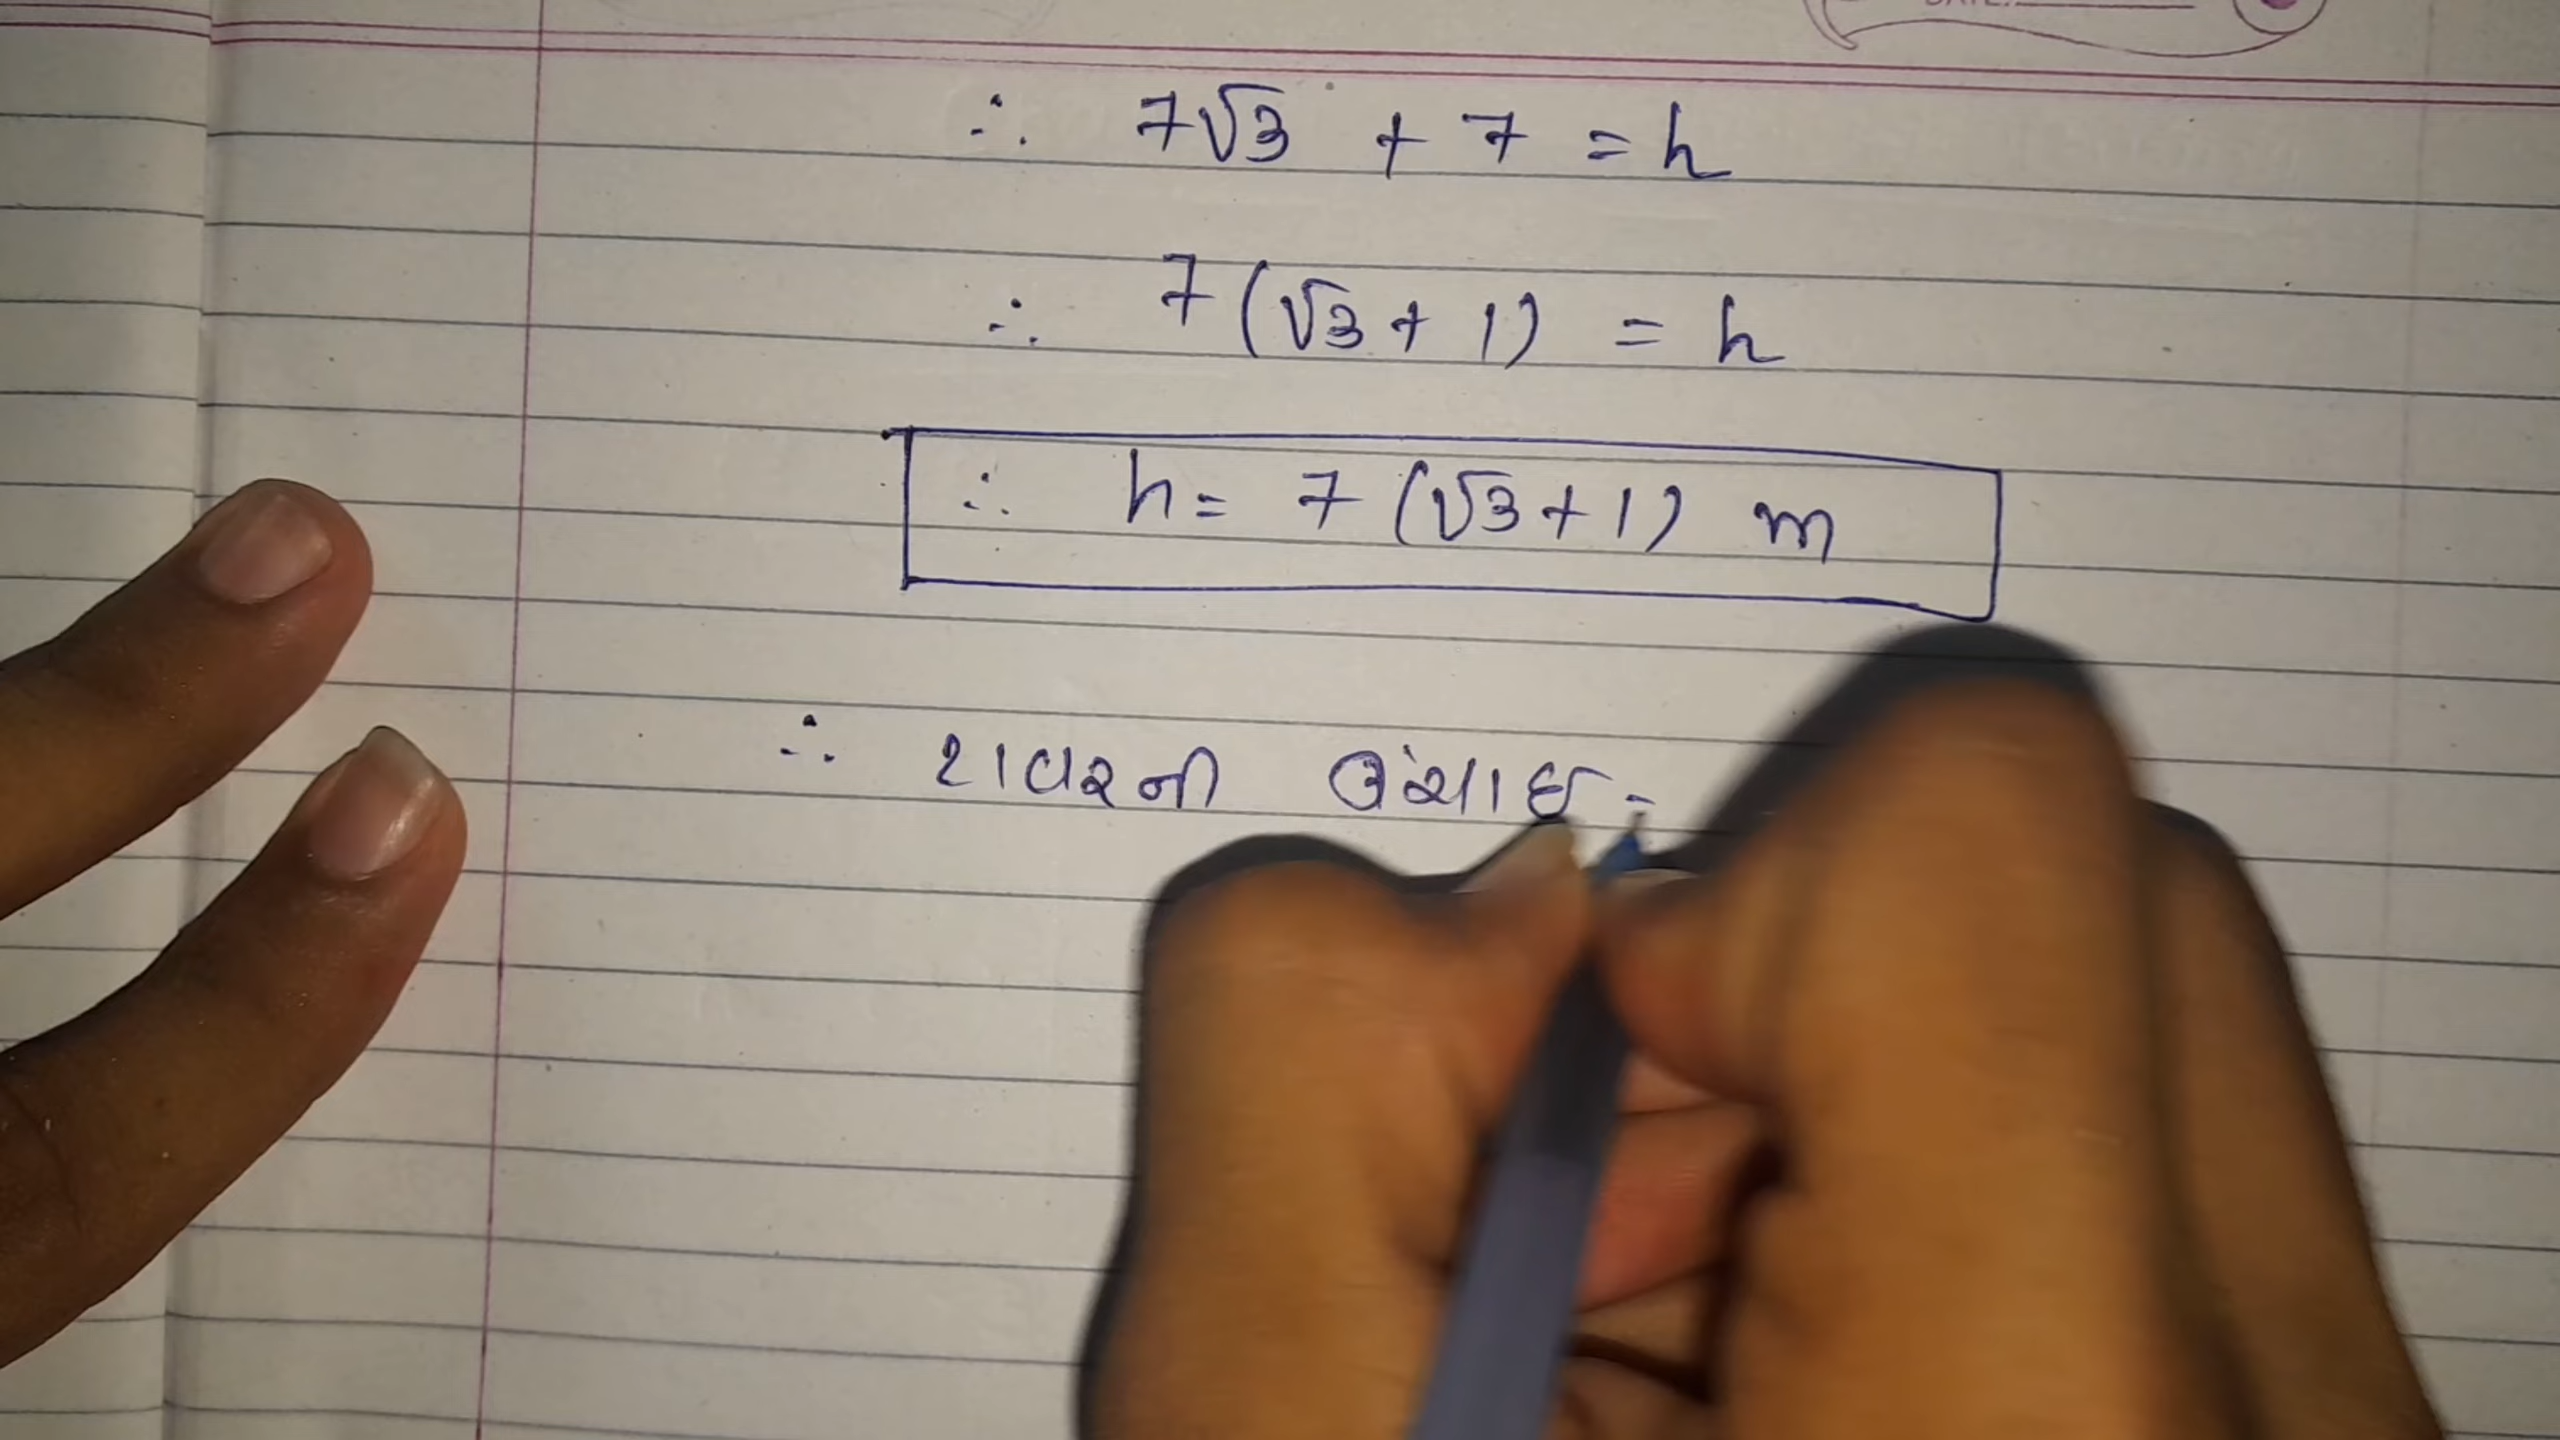 ∴ 7√3 + 7 = h
∴ 7(√3 + 1) = h
∴ h = 7(√3 + 1) m
∴ ટાવરની ઉંચાઈ =